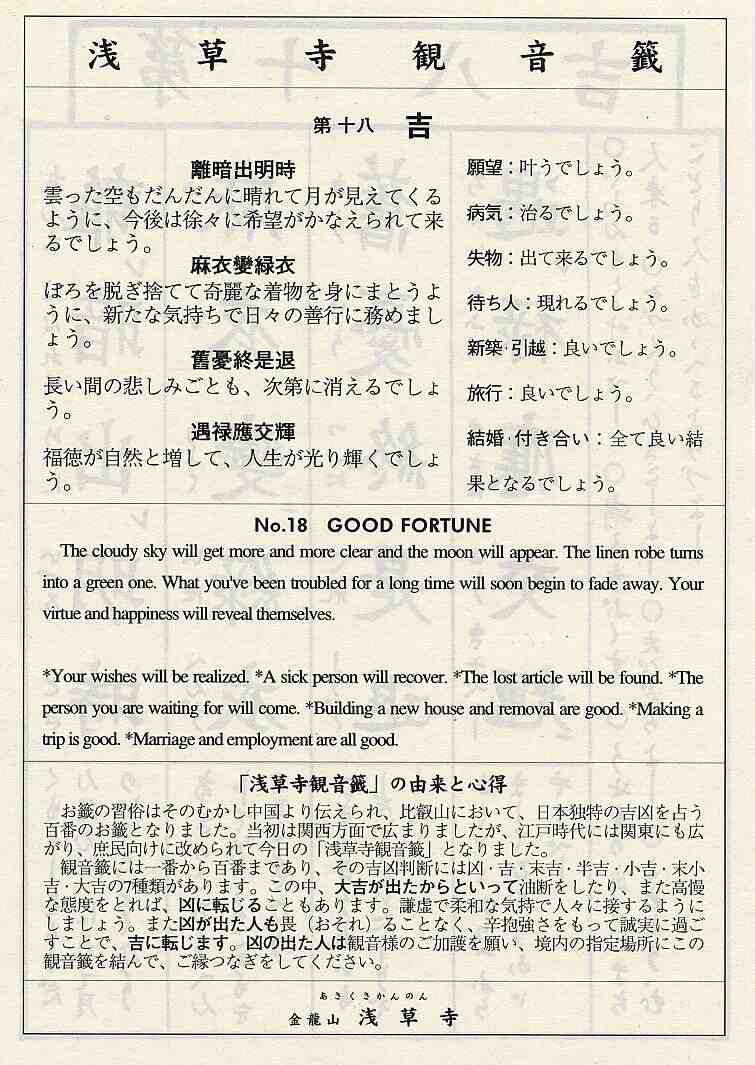 浅草寺観音籤
第十八 吉
離暗出明時
雲った空もだんだんに晴れて月が見えてくる
ように、今後は徐々に希望がかなえられて来
るでしょう。
麻衣變緑衣
ぼろを脱ぎ捨てて奇麗な着物を身にまとうよ
うに、新たな気持ちで日々の善行に務めまし
ょう。
舊憂終是退
長い間の悲しみごとも、次第に消えるでしょ
う。
遇禄應交輝
福徳が自然と増して、人生が光り輝くでしょ
う。
願望：叶うでしょう。
病気：治るでしょう。
失物：出て来るでしょう。
待ち人：現れるでしょう。
新築・引越：良いでしょう。
旅行：良いでしょう。
結婚・付き合い：全て良い結
果となるでしょう。
No.18 GOOD FORTUNE
The cloudy sky will get more and more clear and the moon will appear. The linen robe turns
into a green one. What you've been troubled for a long time will soon begin to fade away. Your
virtue and happiness will reveal themselves.
*Your wishes will be realized. *A sick person will recover. *The lost article will be found. *The
person you are waiting for will come. *Building a new house and removal are good. *Making a
trip is good. *Marriage and employment are all good.
「浅草寺観音籤」の由来と心得
お籤の習俗はそのむかし中国より伝えられ、比叡山において、日本独特の吉凶を占う
百番のお籤となりました。当初は関西方面で広まりましたが、江戸時代には関東にも広
がり、庶民向けに改められて今日の「浅草寺観音籤」となりました。
観音籤には一番から百番まであり、その吉凶判断には凶・吉・末吉・半吉・小吉・末小
吉・大吉の7種類があります。この中、大吉が出たからといって油断をしたり、また高慢
な態度をとれば、凶に転じることもあります。謙虚で柔和な気持で人々に接するように
しましょう。また凶が出た人も畏（おそれ）ることなく、辛抱強さをもって誠実に過ご
すことで、吉に転じます。凶の出た人は観音様のご加護を願い、境内の指定場所にこの
観音籤を結んで、ご縁つなぎをしてください。
あさくさかんのん
金龍山 浅草寺